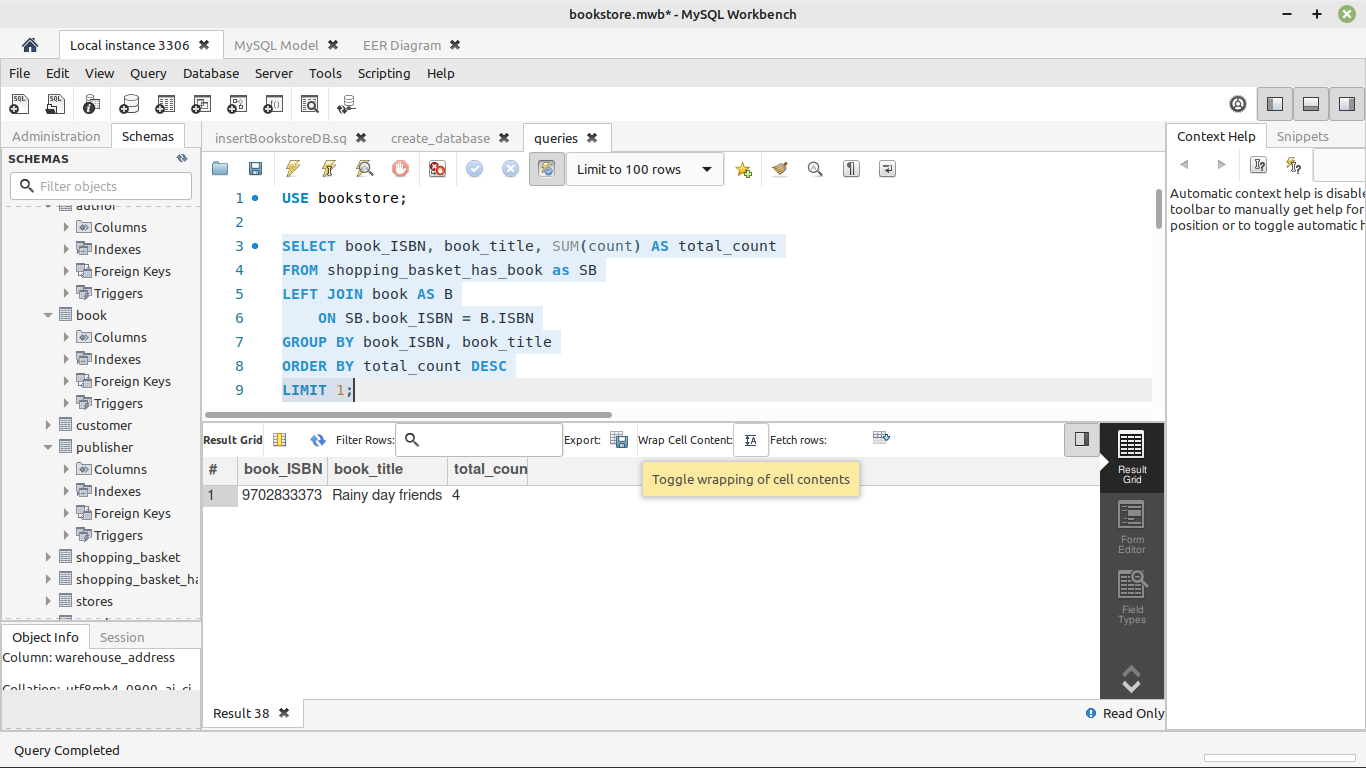 bookstore.mwb* - MySQL Workbench
Local instance 3306
MySQL Model
EER Diagram
File Edit View Query Database Server Tools Scripting Help
Administration Schemas
SCHEMAS
Filter objects
author
Columns
Indexes
Foreign Keys
Triggers
book
Columns
Indexes
Foreign Keys
Triggers
customer
publisher
Columns
Indexes
Foreign Keys
Triggers
shopping_basket
shopping_basket_ha
stores
Object Info Session
Column: warehouse_address
Collation: utf8mb4_0900_ai_ci
insertBookstoreDB.sq
create_database
queries
Limit to 100 rows
1 USE bookstore;
2
3 SELECT book_ISBN, book_title, SUM(count) AS total_count
4 FROM shopping_basket_has_book as SB
5 LEFT JOIN book AS B
6 ON SB.book_ISBN = B.ISBN
7 GROUP BY book_ISBN, book_title
8 ORDER BY total_count DESC
9 LIMIT 1;
Result Grid Filter Rows: Export: Wrap Cell Content: Fetch rows:
# book_ISBN book_title total_coun
1 9702833373 Rainy day friends 4
Toggle wrapping of cell contents
Result
Grid
Form
Editor
Field
Types
Result 38
Read Only
Context Help Snippets
Automatic context help is disable
toolbar to manually get help for
position or to toggle automatic h
Query Completed